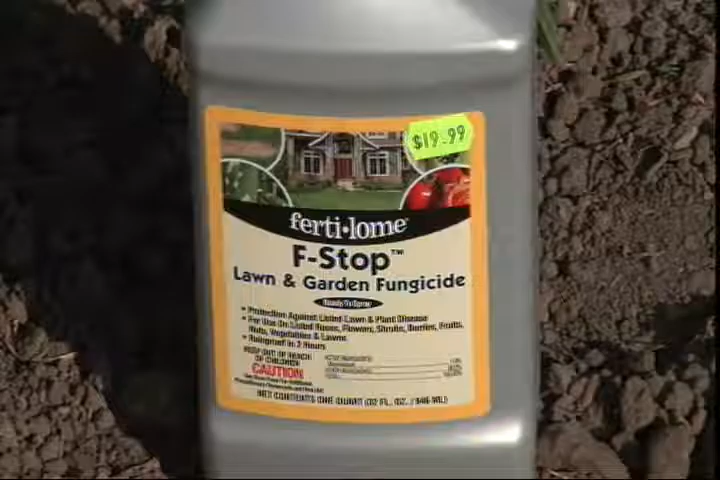 $19.99
ferti·lome®
F-Stop™
Lawn & Garden Fungicide
Ready-To-Spray
• Protection Against Listed Lawn & Plant Disease
• For Use On Listed Roses, Flowers, Shrubs, Berries, Fruits,
Nuts, Vegetables & Lawns
• Rainproof in 2 Hours
KEEP OUT OF REACH
OF CHILDREN
CAUTION
NET CONTENTS ONE QUART (32 FL. OZ. / 946 ML)